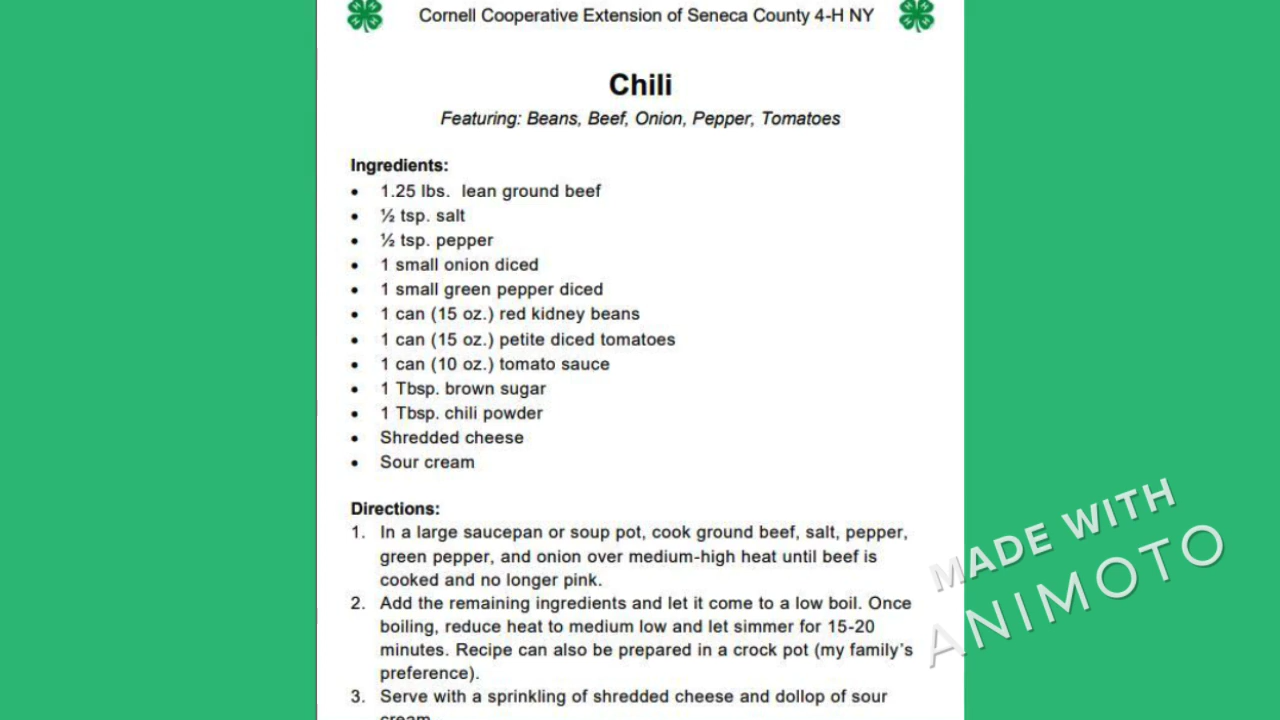 Cornell Cooperative Extension of Seneca County 4-H NY
Chili
Featuring: Beans, Beef, Onion, Pepper, Tomatoes
Ingredients:
• 1.25 lbs. lean ground beef
• ½ tsp. salt
• ½ tsp. pepper
• 1 small onion diced
• 1 small green pepper diced
• 1 can (15 oz.) red kidney beans
• 1 can (15 oz.) petite diced tomatoes
• 1 can (10 oz.) tomato sauce
• 1 Tbsp. brown sugar
• 1 Tbsp. chili powder
• Shredded cheese
• Sour cream
Directions:
1. In a large saucepan or soup pot, cook ground beef, salt, pepper,
green pepper, and onion over medium-high heat until beef is
cooked and no longer pink.
2. Add the remaining ingredients and let it come to a low boil. Once
boiling, reduce heat to medium low and let simmer for 15-20
minutes. Recipe can also be prepared in a crock pot (my family's
preference).
3. Serve with a sprinkling of shredded cheese and dollop of sour
cream.
MADE WITH
ANIMOTO